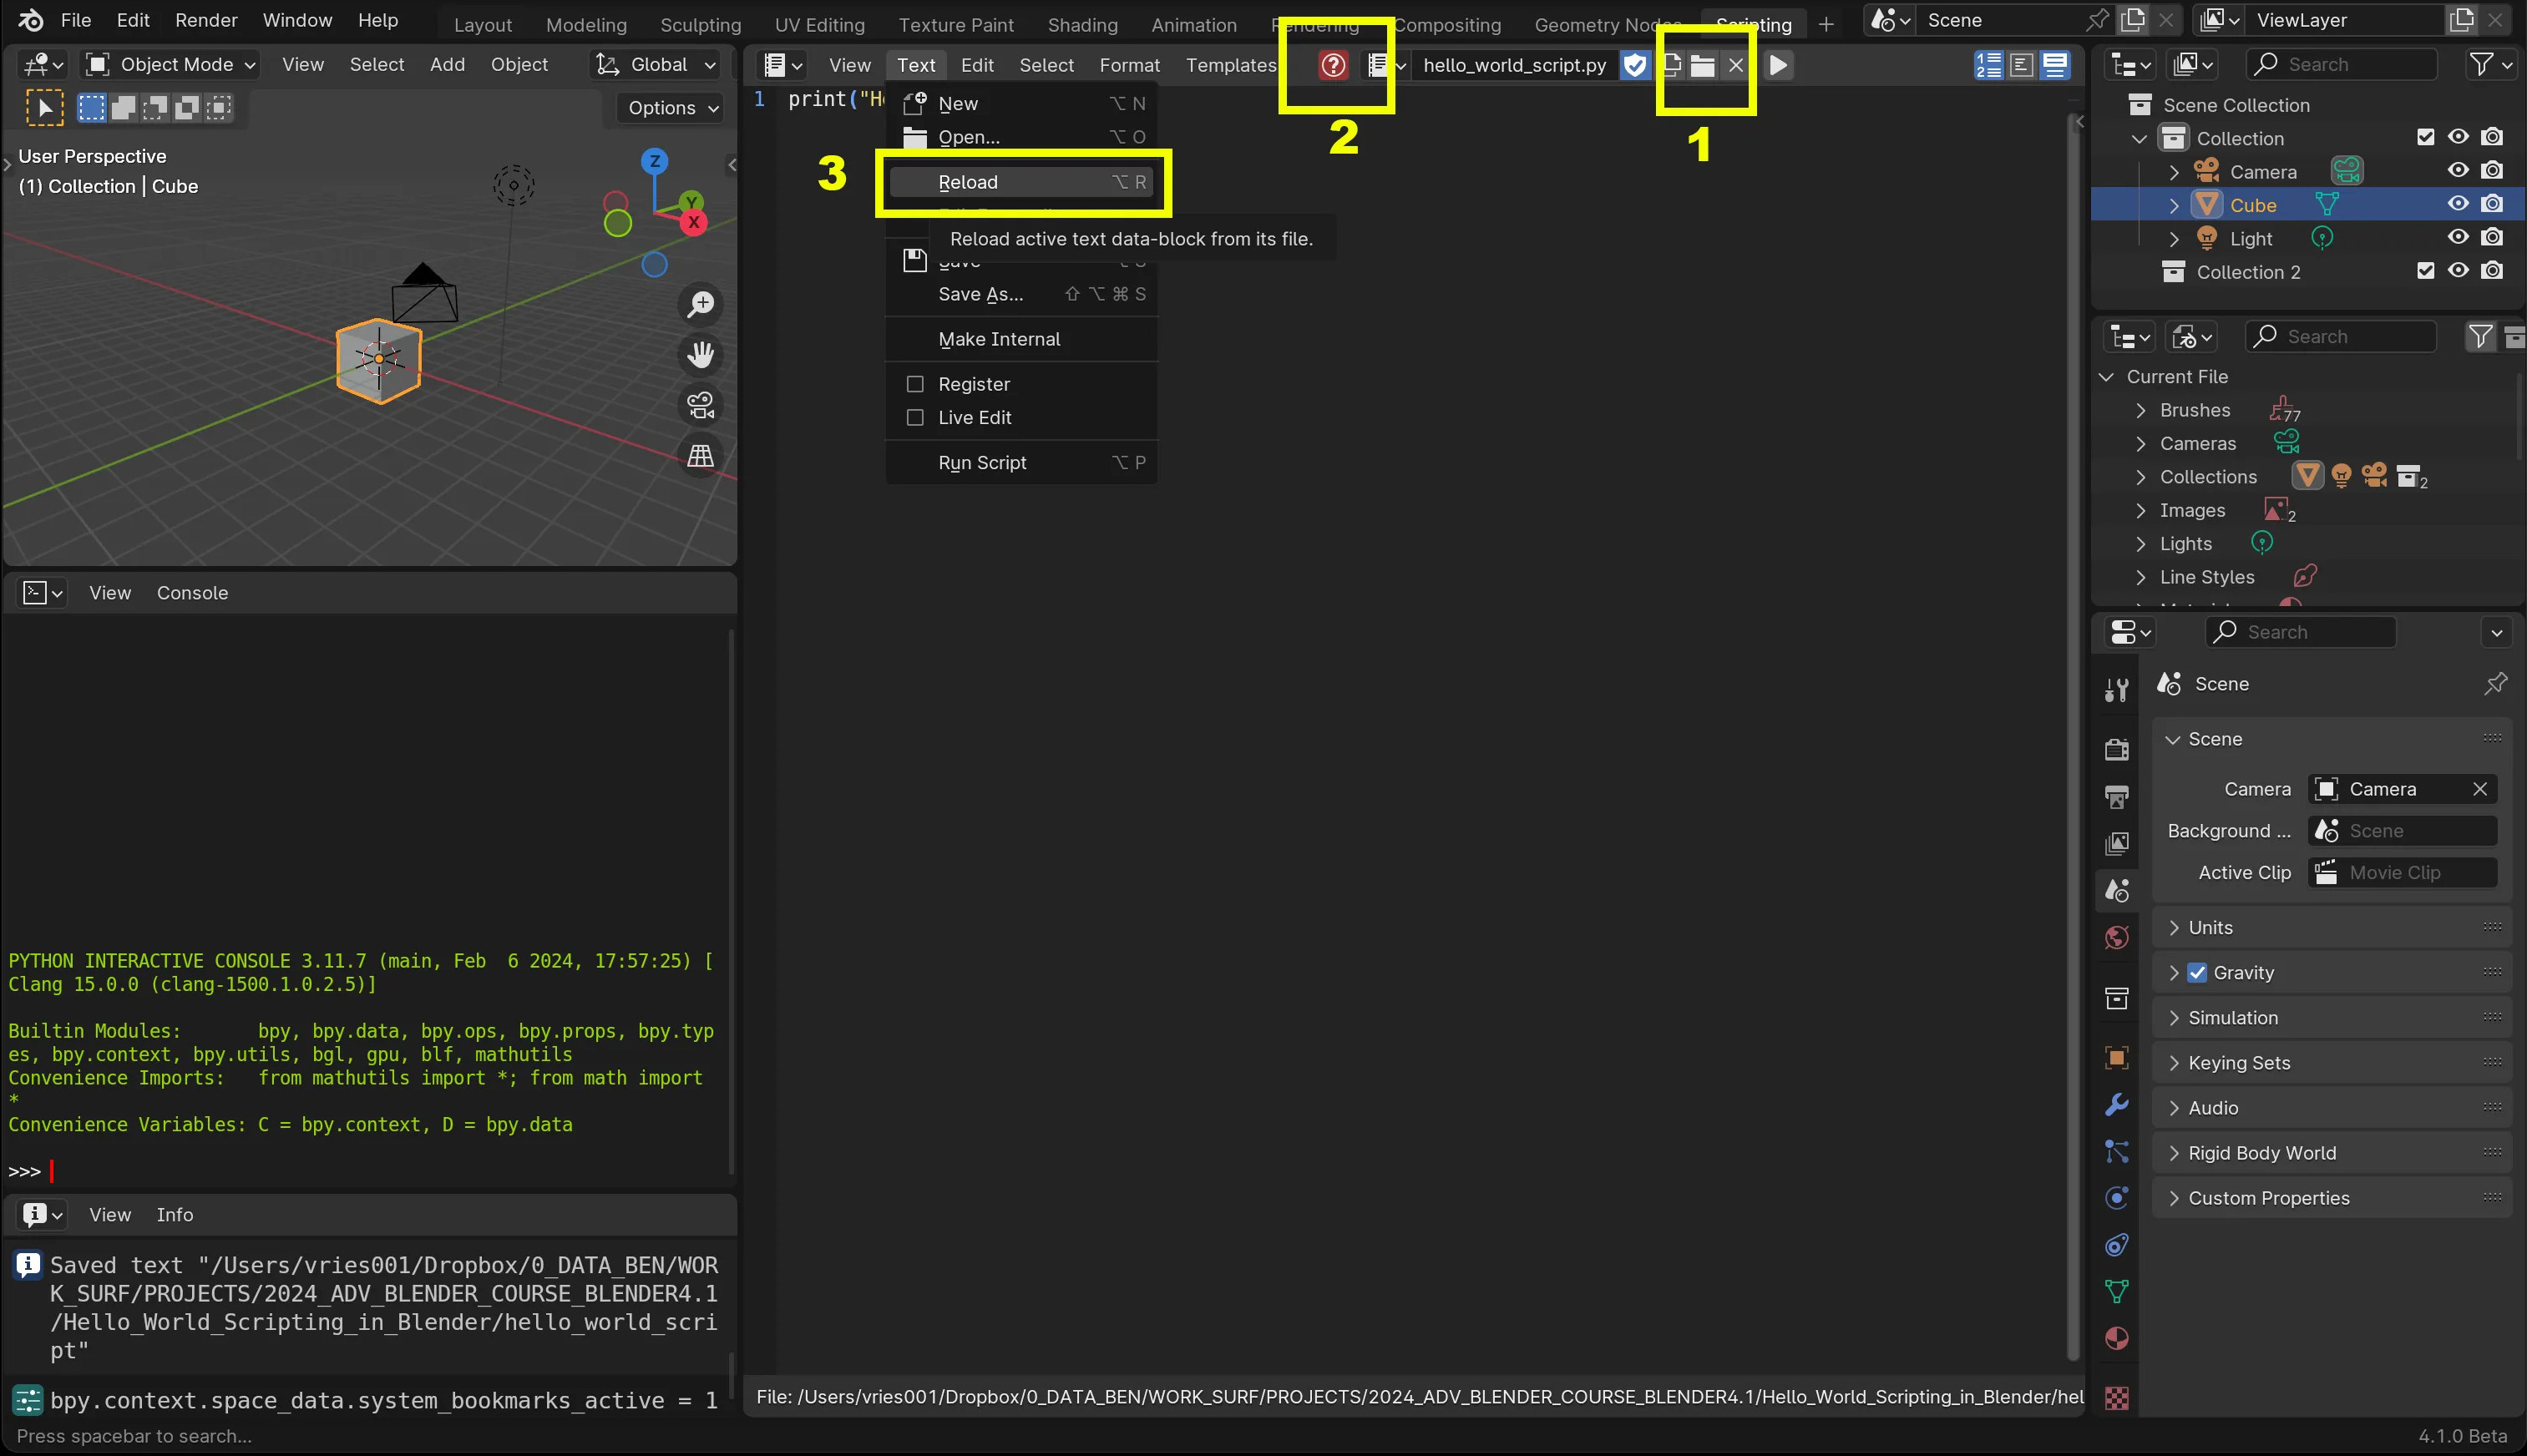 File Edit Render Window Help
Layout Modeling Sculpting UV Editing Texture Paint Shading Animation Rendering Compositing Geometry Scripting
Scene
ViewLayer
Object Mode View Select Add Object Global
Options
User Perspective
(1) Collection | Cube
Z
Y
X
View Text Edit Select Format Templates
hello_world_script.py
1 print("H
New ⌥ N
Open... ⌥ O
Reload ⌥ R
Reload active text data-block from its file.
Save
Save As... ⇧ ⌥ ⌘ S
Make Internal
Register
Live Edit
Run Script ⌥ P
3
2
1
View Console
PYTHON INTERACTIVE CONSOLE 3.11.7 (main, Feb  6 2024, 17:57:25) [
Clang 15.0.0 (clang-1500.1.0.2.5)]
Builtin Modules:       bpy, bpy.data, bpy.ops, bpy.props, bpy.typ
es, bpy.context, bpy.utils, bgl, gpu, blf, mathutils
Convenience Imports:   from mathutils import *; from math import
*
Convenience Variables: C = bpy.context, D = bpy.data
>>>
View Info
Saved text "/Users/vries001/Dropbox/0_DATA_BEN/WOR
K_SURF/PROJECTS/2024_ADV_BLENDER_COURSE_BLENDER4.1
/Hello_World_Scripting_in_Blender/hello_world_scri
pt"
bpy.context.space_data.system_bookmarks_active = 1
File: /Users/vries001/Dropbox/0_DATA_BEN/WORK_SURF/PROJECTS/2024_ADV_BLENDER_COURSE_BLENDER4.1/Hello_World_Scripting_in_Blender/hel
Press spacebar to search...
4.1.0 Beta
Search
Scene Collection
Collection
Camera
Cube
Light
Collection 2
Search
Current File
Brushes 77
Cameras
Collections 2
Images 2
Lights
Line Styles
Search
Scene
Scene
Camera Camera
Background ... Scene
Active Clip Movie Clip
Units
Gravity
Simulation
Keying Sets
Audio
Rigid Body World
Custom Properties